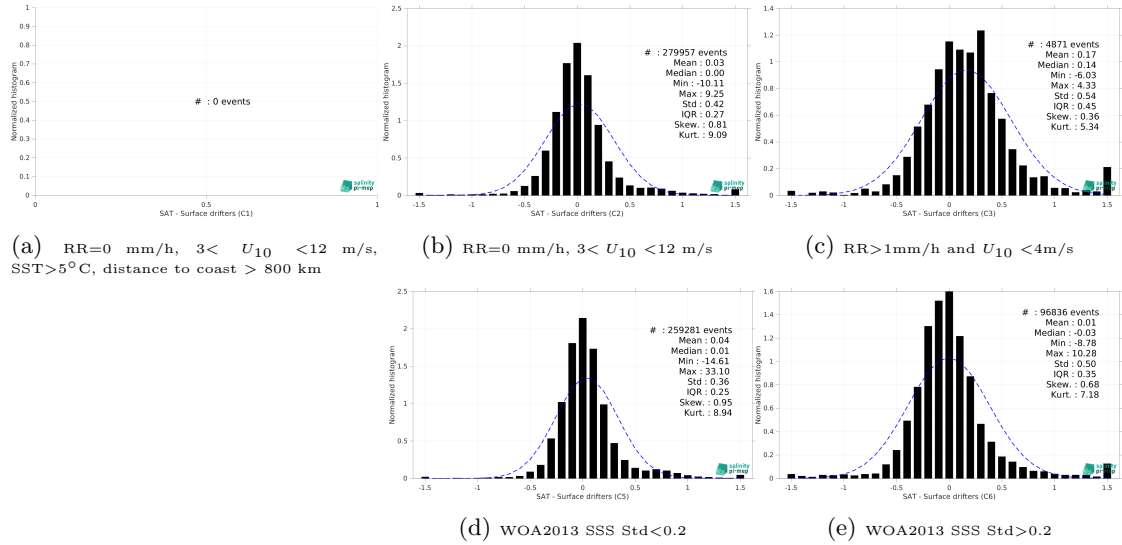 1
0.9
0.8
0.7
0.6
0.5
0.4
0.3
0.2
0.1
0
Normalized histogram
# : 0 events
salinity
pi-mep
0
0.5
1
SAT - Surface drifters (C1)
(a) RR=0 mm/h, 3< U10 <12 m/s,
SST>5°C, distance to coast > 800 km
2.5
2
1.5
1
0.5
0
Normalized histogram
# : 279957 events
Mean : 0.03
Median : 0.00
Min : -10.11
Max : 9.25
Std : 0.42
IQR : 0.27
Skew. : 0.81
Kurt. : 9.09
salinity
pi-mep
-1.5
-1
-0.5
0
0.5
1
1.5
SAT - Surface drifters (C2)
(b) RR=0 mm/h, 3< U10 <12 m/s
1.4
1.2
1
0.8
0.6
0.4
0.2
0
Normalized histogram
# : 4871 events
Mean : 0.17
Median : 0.14
Min : -6.03
Max : 4.33
Std : 0.54
IQR : 0.45
Skew. : 0.36
Kurt. : 5.34
salinity
pi-mep
-1.5
-1
-0.5
0
0.5
1
1.5
SAT - Surface drifters (C3)
(c) RR>1mm/h and U10 <4m/s
2.5
2
1.5
1
0.5
0
Normalized histogram
# : 259281 events
Mean : 0.04
Median : 0.01
Min : -14.61
Max : 33.10
Std : 0.36
IQR : 0.25
Skew. : 0.95
Kurt. : 8.94
salinity
pi-mep
-1.5
-1
-0.5
0
0.5
1
1.5
SAT - Surface drifters (C5)
(d) WOA2013 SSS Std<0.2
1.6
1.4
1.2
1
0.8
0.6
0.4
0.2
0
Normalized histogram
# : 96836 events
Mean : 0.01
Median : -0.03
Min : -8.78
Max : 10.28
Std : 0.50
IQR : 0.35
Skew. : 0.68
Kurt. : 7.18
salinity
pi-mep
-1.5
-1
-0.5
0
0.5
1
1.5
SAT - Surface drifters (C6)
(e) WOA2013 SSS Std>0.2